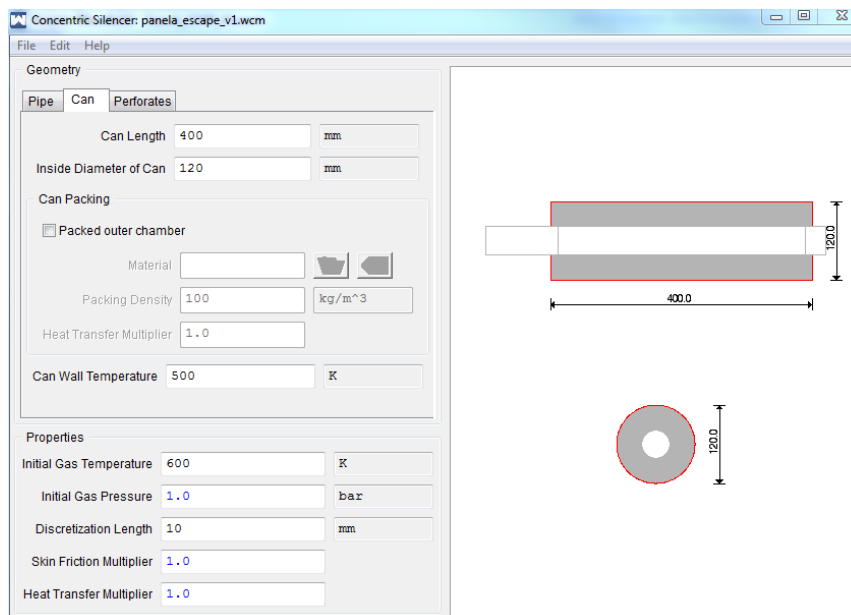 Concentric Silencer: panela_escape_v1.wcm
File Edit Help
Geometry
Pipe Can Perforates
Can Length 400 mm
Inside Diameter of Can 120 mm
Can Packing
Packed outer chamber
Material
Packing Density 100 kg/m^3
Heat Transfer Multiplier 1.0
Can Wall Temperature 500 K
Properties
Initial Gas Temperature 600 K
Initial Gas Pressure 1.0 bar
Discretization Length 10 mm
Skin Friction Multiplier 1.0
Heat Transfer Multiplier 1.0
120.0
400.0
120.0